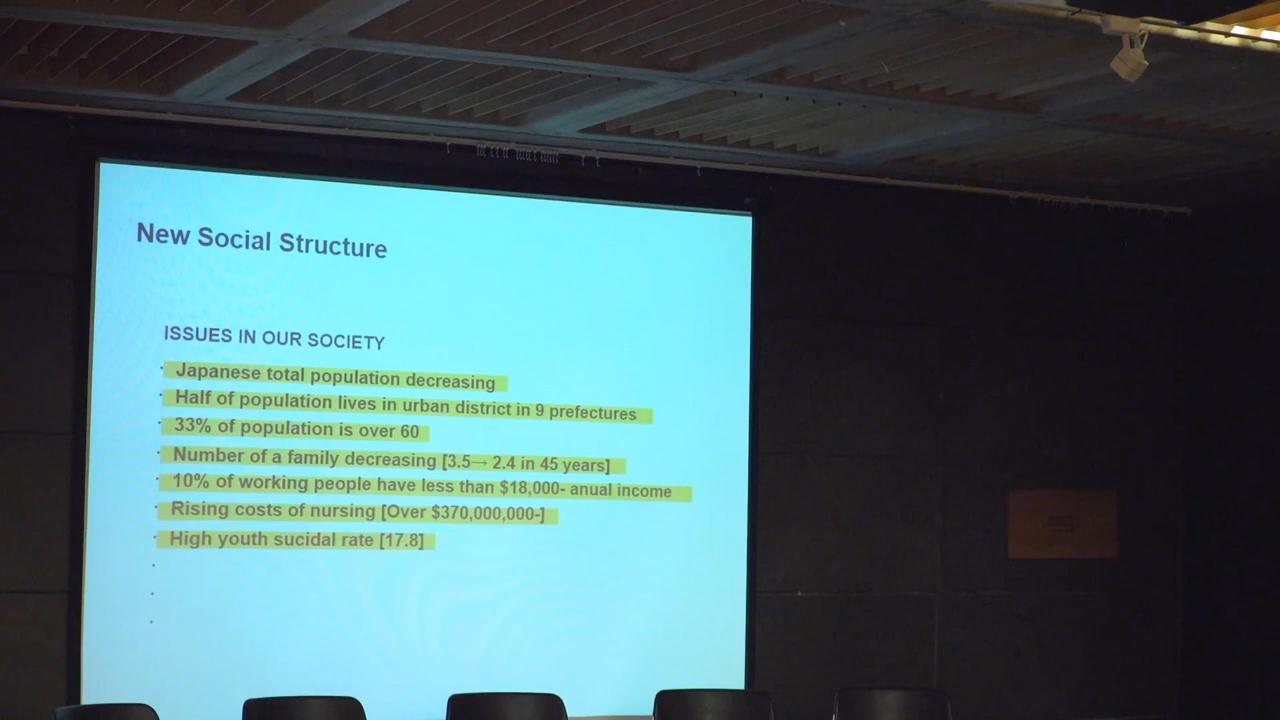 New Social Structure
ISSUES IN OUR SOCIETY
· Japanese total population decreasing
· Half of population lives in urban district in 9 prefectures
· 33% of population is over 60
· Number of a family decreasing [3.5→ 2.4 in 45 years]
· 10% of working people have less than $18,000- anual income
· Rising costs of nursing [Over $370,000,000-]
· High youth sucidal rate [17.8]
·
·
·